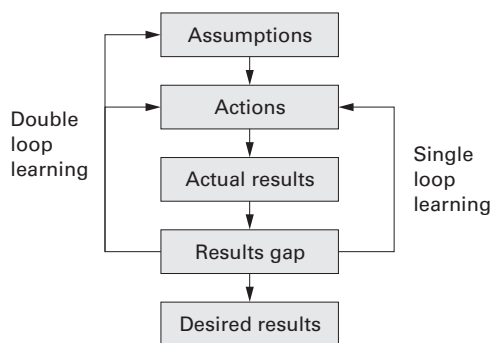 Assumptions
Actions
Double
loop
learning
Actual results
Single
loop
learning
Results gap
Desired results